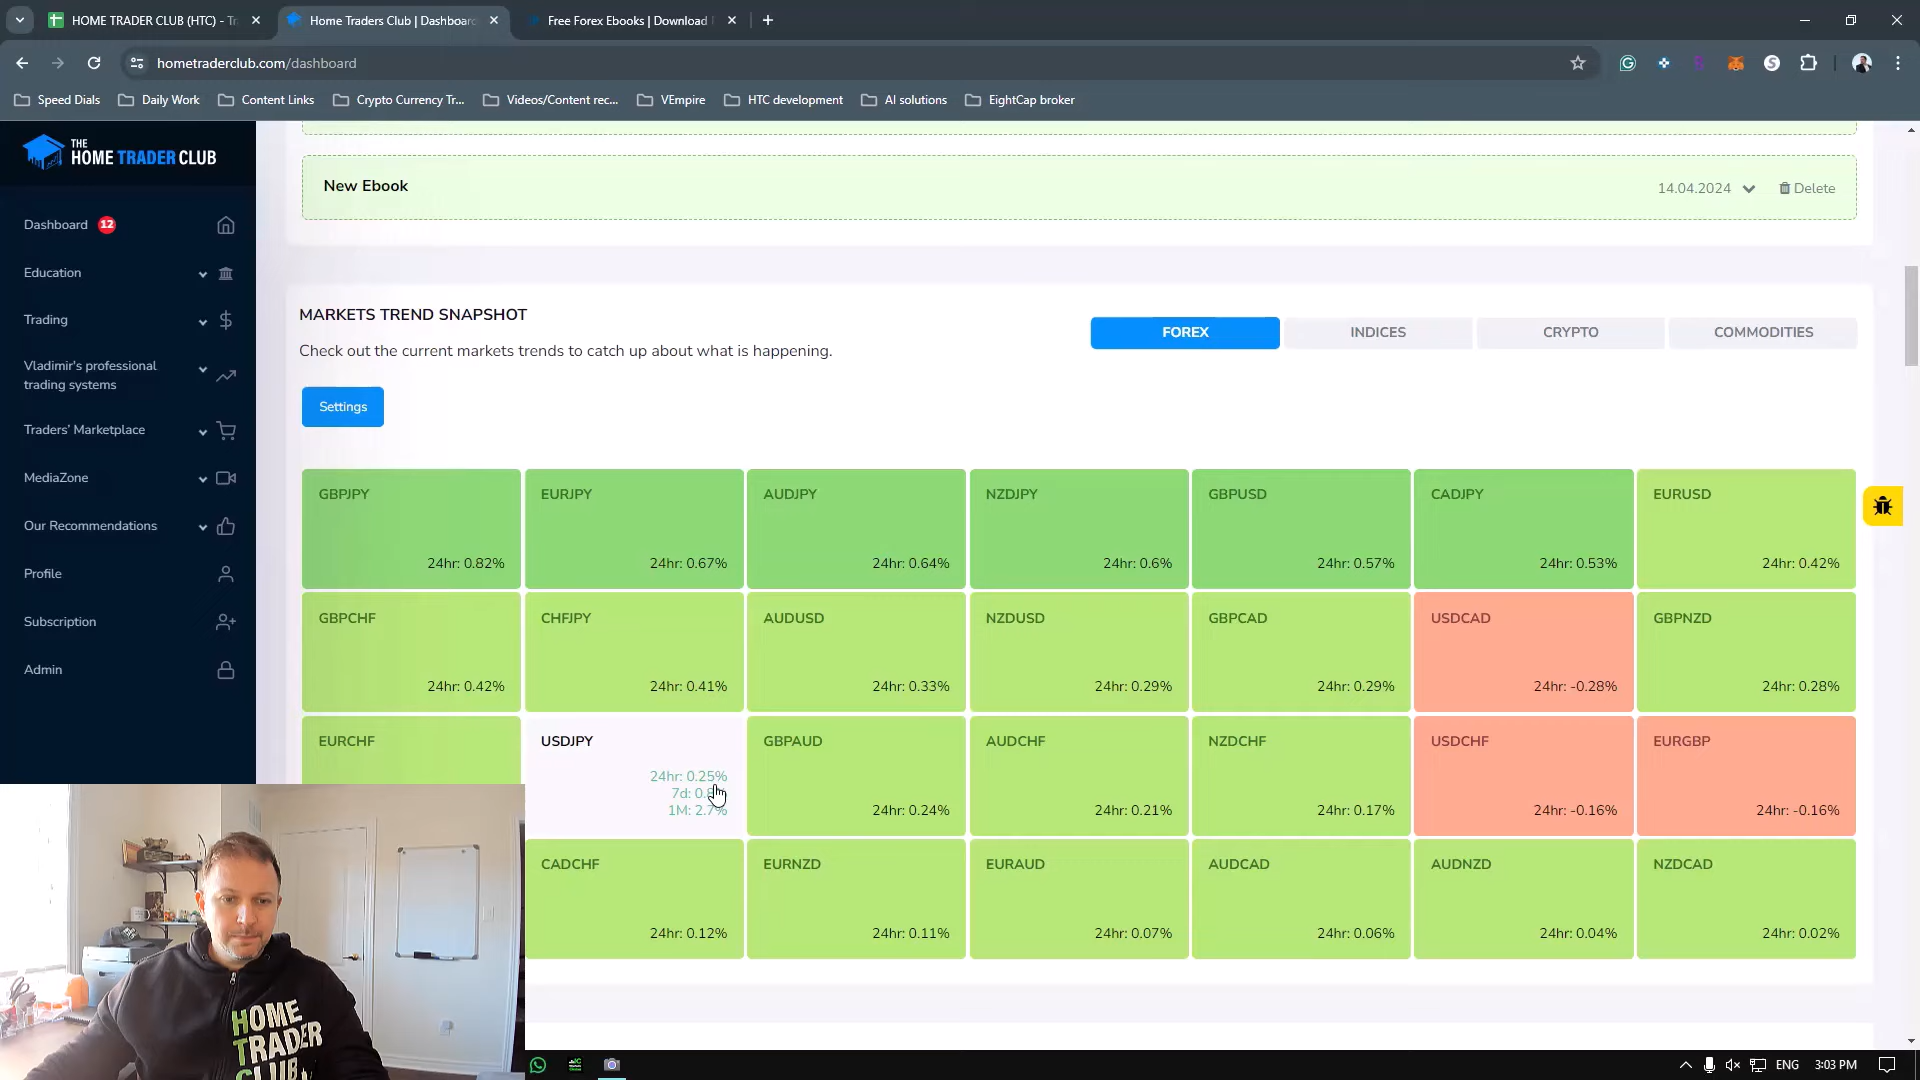 HOME TRADER CLUB (HTC) - Tr
Home Traders Club | Dashboard
Free Forex Ebooks | Download
hometraderclub.com/dashboard
Speed Dials
Daily Work
Content Links
Crypto Currency Tr...
Videos/Content rec...
VEmpire
HTC development
AI solutions
EightCap broker
THE
HOME TRADER CLUB
Dashboard 12
Education
Trading
Vladimir's professional
trading systems
Traders' Marketplace
MediaZone
Our Recommendations
Profile
Subscription
Admin
New Ebook
14.04.2024
Delete
MARKETS TREND SNAPSHOT
Check out the current markets trends to catch up about what is happening.
FOREX
INDICES
CRYPTO
COMMODITIES
Settings
GBPJPY
24hr: 0.82%
EURJPY
24hr: 0.67%
AUDJPY
24hr: 0.64%
NZDJPY
24hr: 0.6%
GBPUSD
24hr: 0.57%
CADJPY
24hr: 0.53%
EURUSD
24hr: 0.42%
GBPCHF
24hr: 0.42%
CHFJPY
24hr: 0.41%
AUDUSD
24hr: 0.33%
NZDUSD
24hr: 0.29%
GBPCAD
24hr: 0.29%
USDCAD
24hr: -0.28%
GBPNZD
24hr: 0.28%
EURCHF
USDJPY
24hr: 0.25%
7d:
1M: 2.7%
GBPAUD
24hr: 0.24%
AUDCHF
24hr: 0.21%
NZDCHF
24hr: 0.17%
USDCHF
24hr: -0.16%
EURGBP
24hr: -0.16%
CADCHF
24hr: 0.12%
EURNZD
24hr: 0.11%
EURAUD
24hr: 0.07%
AUDCAD
24hr: 0.06%
AUDNZD
24hr: 0.04%
NZDCAD
24hr: 0.02%
HOME
TRADER
CLUB
ENG
3:03 PM